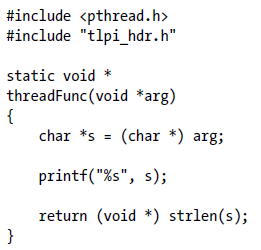 #include <pthread.h>
#include "tlpi_hdr.h"

static void *
threadFunc(void *arg)
{
    char *s = (char *) arg;

    printf("%s", s);

    return (void *) strlen(s);
}